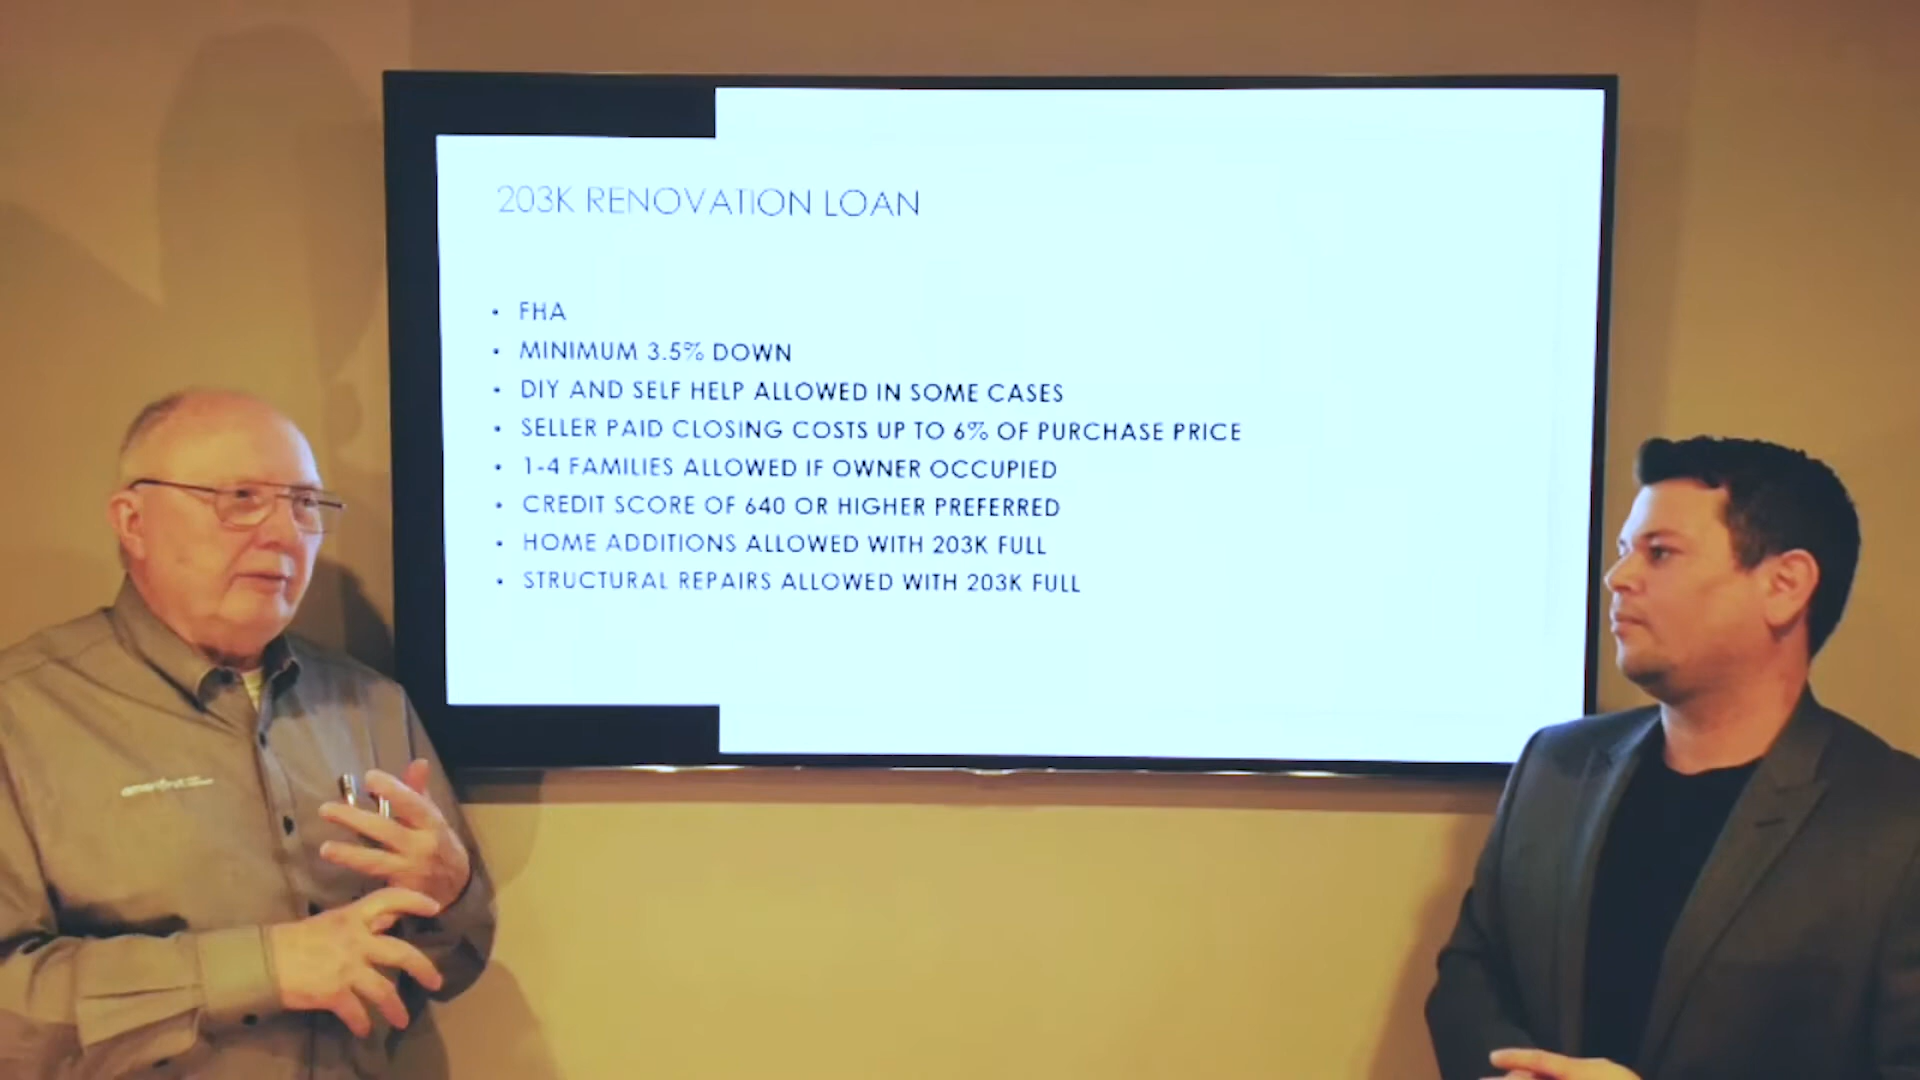 203K RENOVATION LOAN
• FHA
• MINIMUM 3.5% DOWN
• DIY AND SELF HELP ALLOWED IN SOME CASES
• SELLER PAID CLOSING COSTS UP TO 6% OF PURCHASE PRICE
• 1-4 FAMILIES ALLOWED IF OWNER OCCUPIED
• CREDIT SCORE OF 640 OR HIGHER PREFERRED
• HOME ADDITIONS ALLOWED WITH 203K FULL
• STRUCTURAL REPAIRS ALLOWED WITH 203K FULL